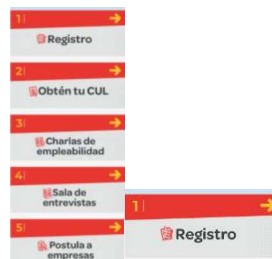 1
Registro
2
Obtén tu CUL
3
Charlas de
empleabilidad
4
Sala de
entrevistas
5
Postula a
empresas
1
Registro